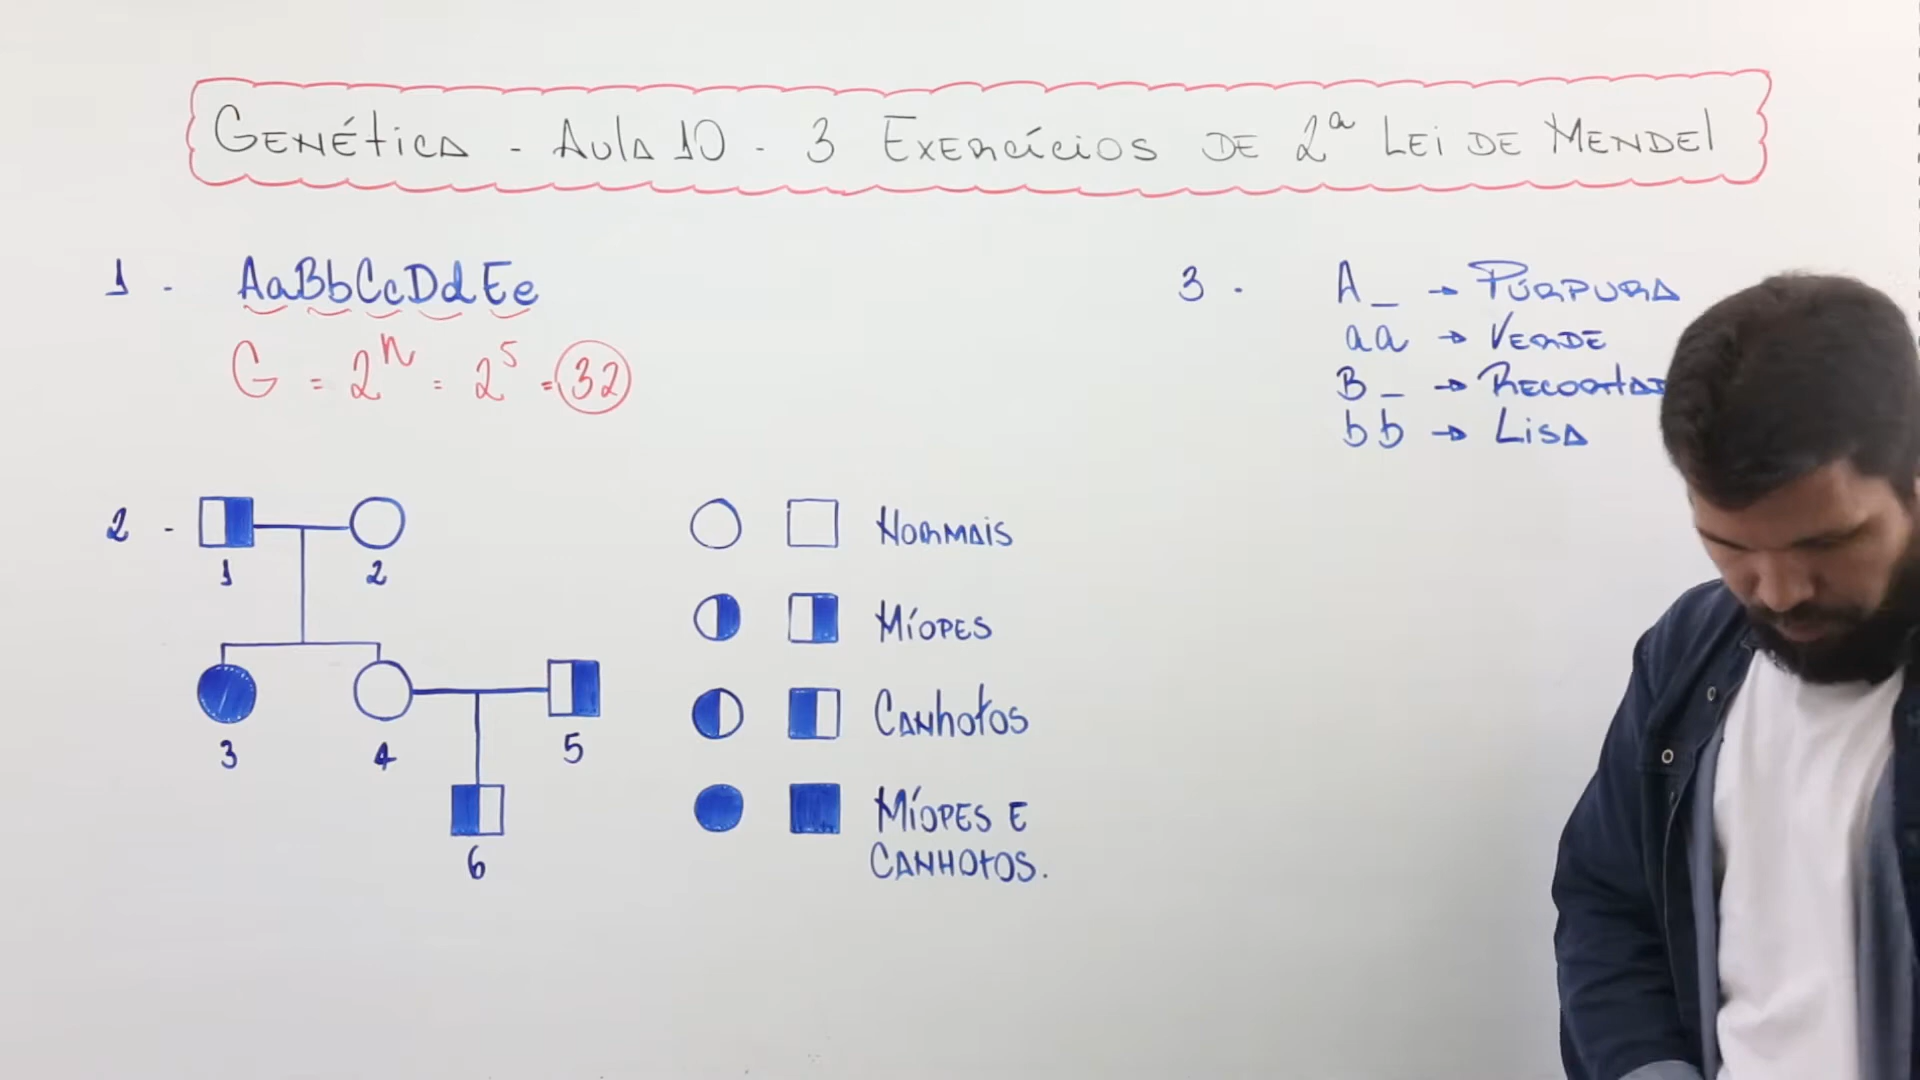 Genética - Aula 10 - 3 Exercícios de 2ª Lei de Mendel
1 - AaBbCcDdEe
G = 2ⁿ = 2⁵ = 32
2 -
1 2
3 4 5
6
Normais
Míopes
Canhotos
Míopes e
Canhotos.
3 . A_ → Púrpura
aa → Verde
B_ →
bb → Lisa